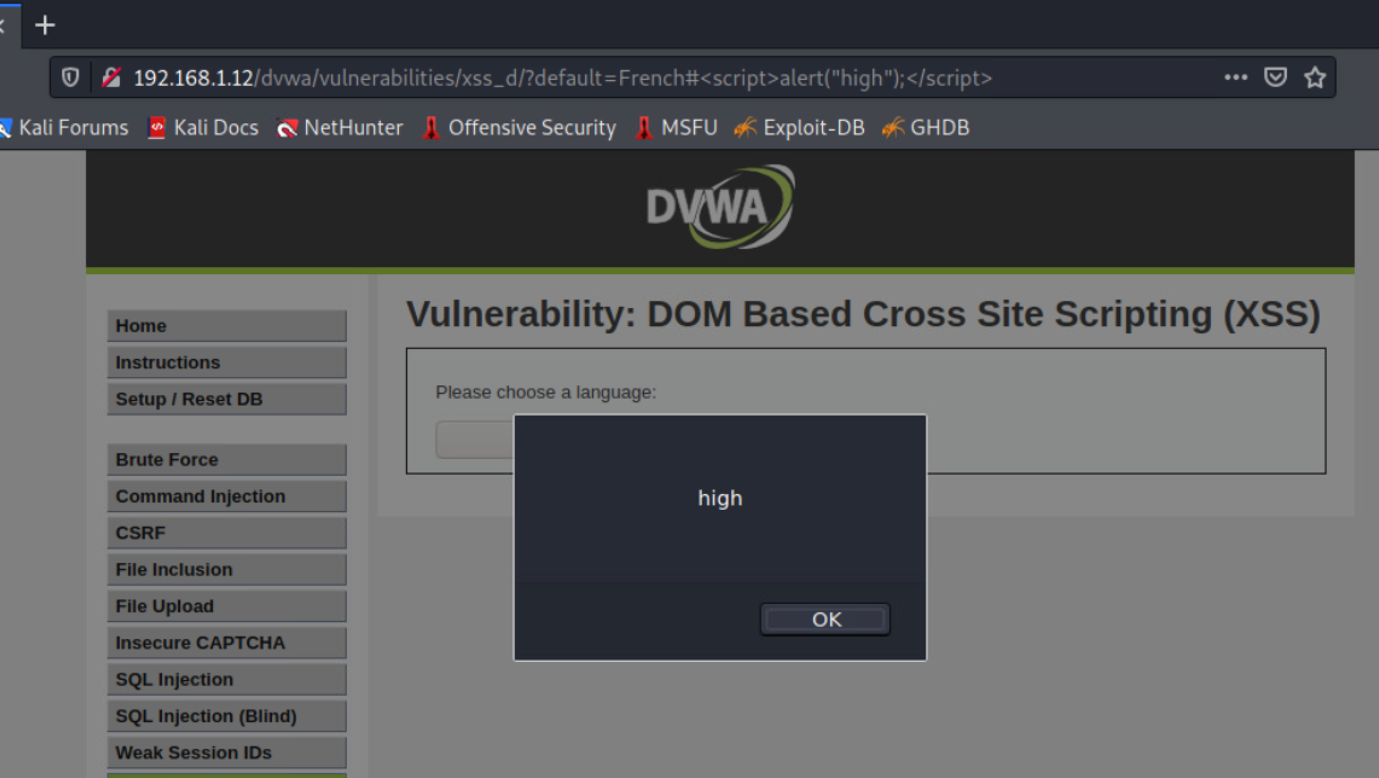 192.168.1.12/dvwa/vulnerabilities/xss_d/?default=French#<script>alert("high");</script>
Kali Forums Kali Docs NetHunter Offensive Security MSFU Exploit-DB GHDB
DVWA
Vulnerability: DOM Based Cross Site Scripting (XSS)
Home
Instructions
Setup / Reset DB
Brute Force
Command Injection
CSRF
File Inclusion
File Upload
Insecure CAPTCHA
SQL Injection
SQL Injection (Blind)
Weak Session IDs
Please choose a language:
high
OK